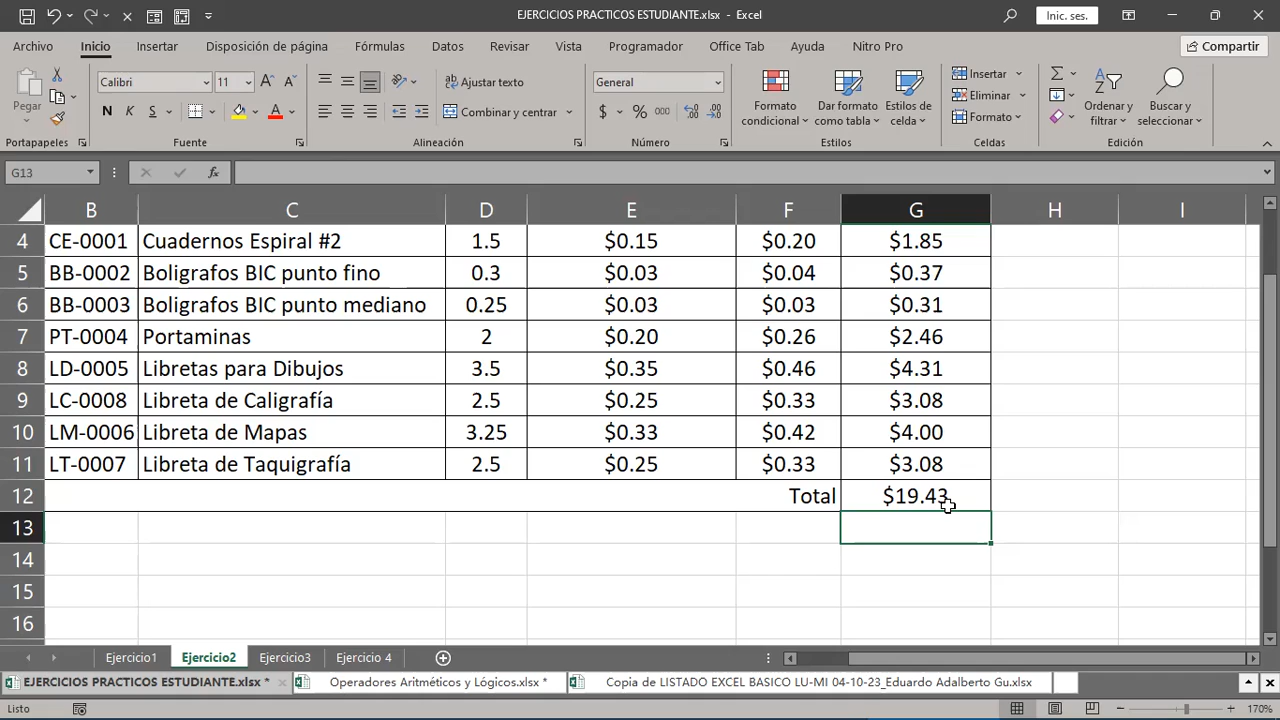 EJERCICIOS PRACTICOS ESTUDIANTE.xlsx - Excel
Inic. ses.
Archivo Inicio Insertar Disposición de página Fórmulas Datos Revisar Vista Programador Office Tab Ayuda Nitro Pro Compartir
Pegar
Calibri 11
N K S
Ajustar texto
Combinar y centrar
General
$ % 000
Formato condicional
Dar formato como tabla
Estilos de celda
Insertar
Eliminar
Formato
Ordenar y filtrar
Buscar y seleccionar
Portapapeles Fuente Alineación Número Estilos Celdas Edición
G13 fx
B C D E F G H I
4 CE-0001 Cuadernos Espiral #2 1.5 $0.15 $0.20 $1.85
5 BB-0002 Boligrafos BIC punto fino 0.3 $0.03 $0.04 $0.37
6 BB-0003 Boligrafos BIC punto mediano 0.25 $0.03 $0.03 $0.31
7 PT-0004 Portaminas 2 $0.20 $0.26 $2.46
8 LD-0005 Libretas para Dibujos 3.5 $0.35 $0.46 $4.31
9 LC-0008 Libreta de Caligrafía 2.5 $0.25 $0.33 $3.08
10 LM-0006 Libreta de Mapas 3.25 $0.33 $0.42 $4.00
11 LT-0007 Libreta de Taquigrafía 2.5 $0.25 $0.33 $3.08
12 Total $19.43
13
14
15
16
Ejercicio1 Ejercicio2 Ejercicio3 Ejercicio 4
EJERCICIOS PRACTICOS ESTUDIANTE.xlsx * Operadores Aritméticos y Lógicos.xlsx * Copia de LISTADO EXCEL BASICO LU-MI 04-10-23_Eduardo Adalberto Gu.xlsx
Listo 170%